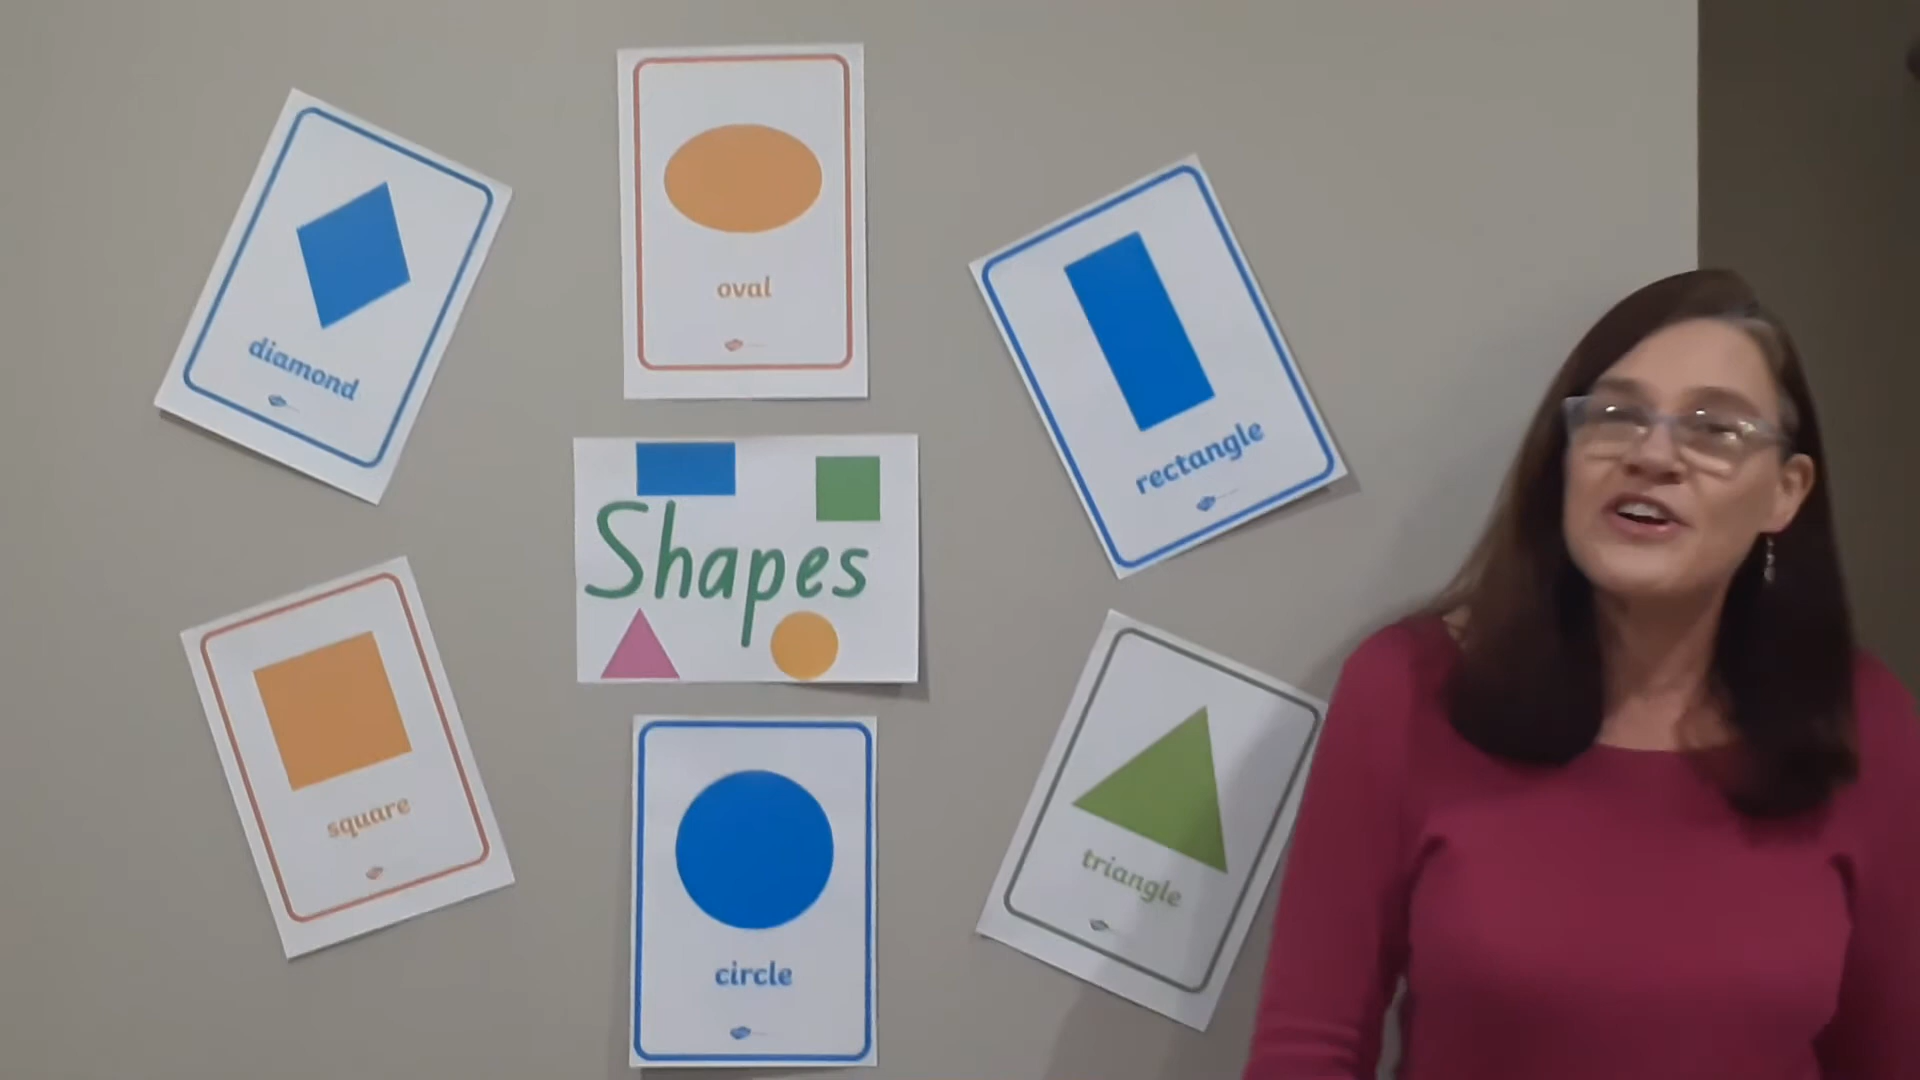 diamond
oval
rectangle
Shapes
square
circle
triangle